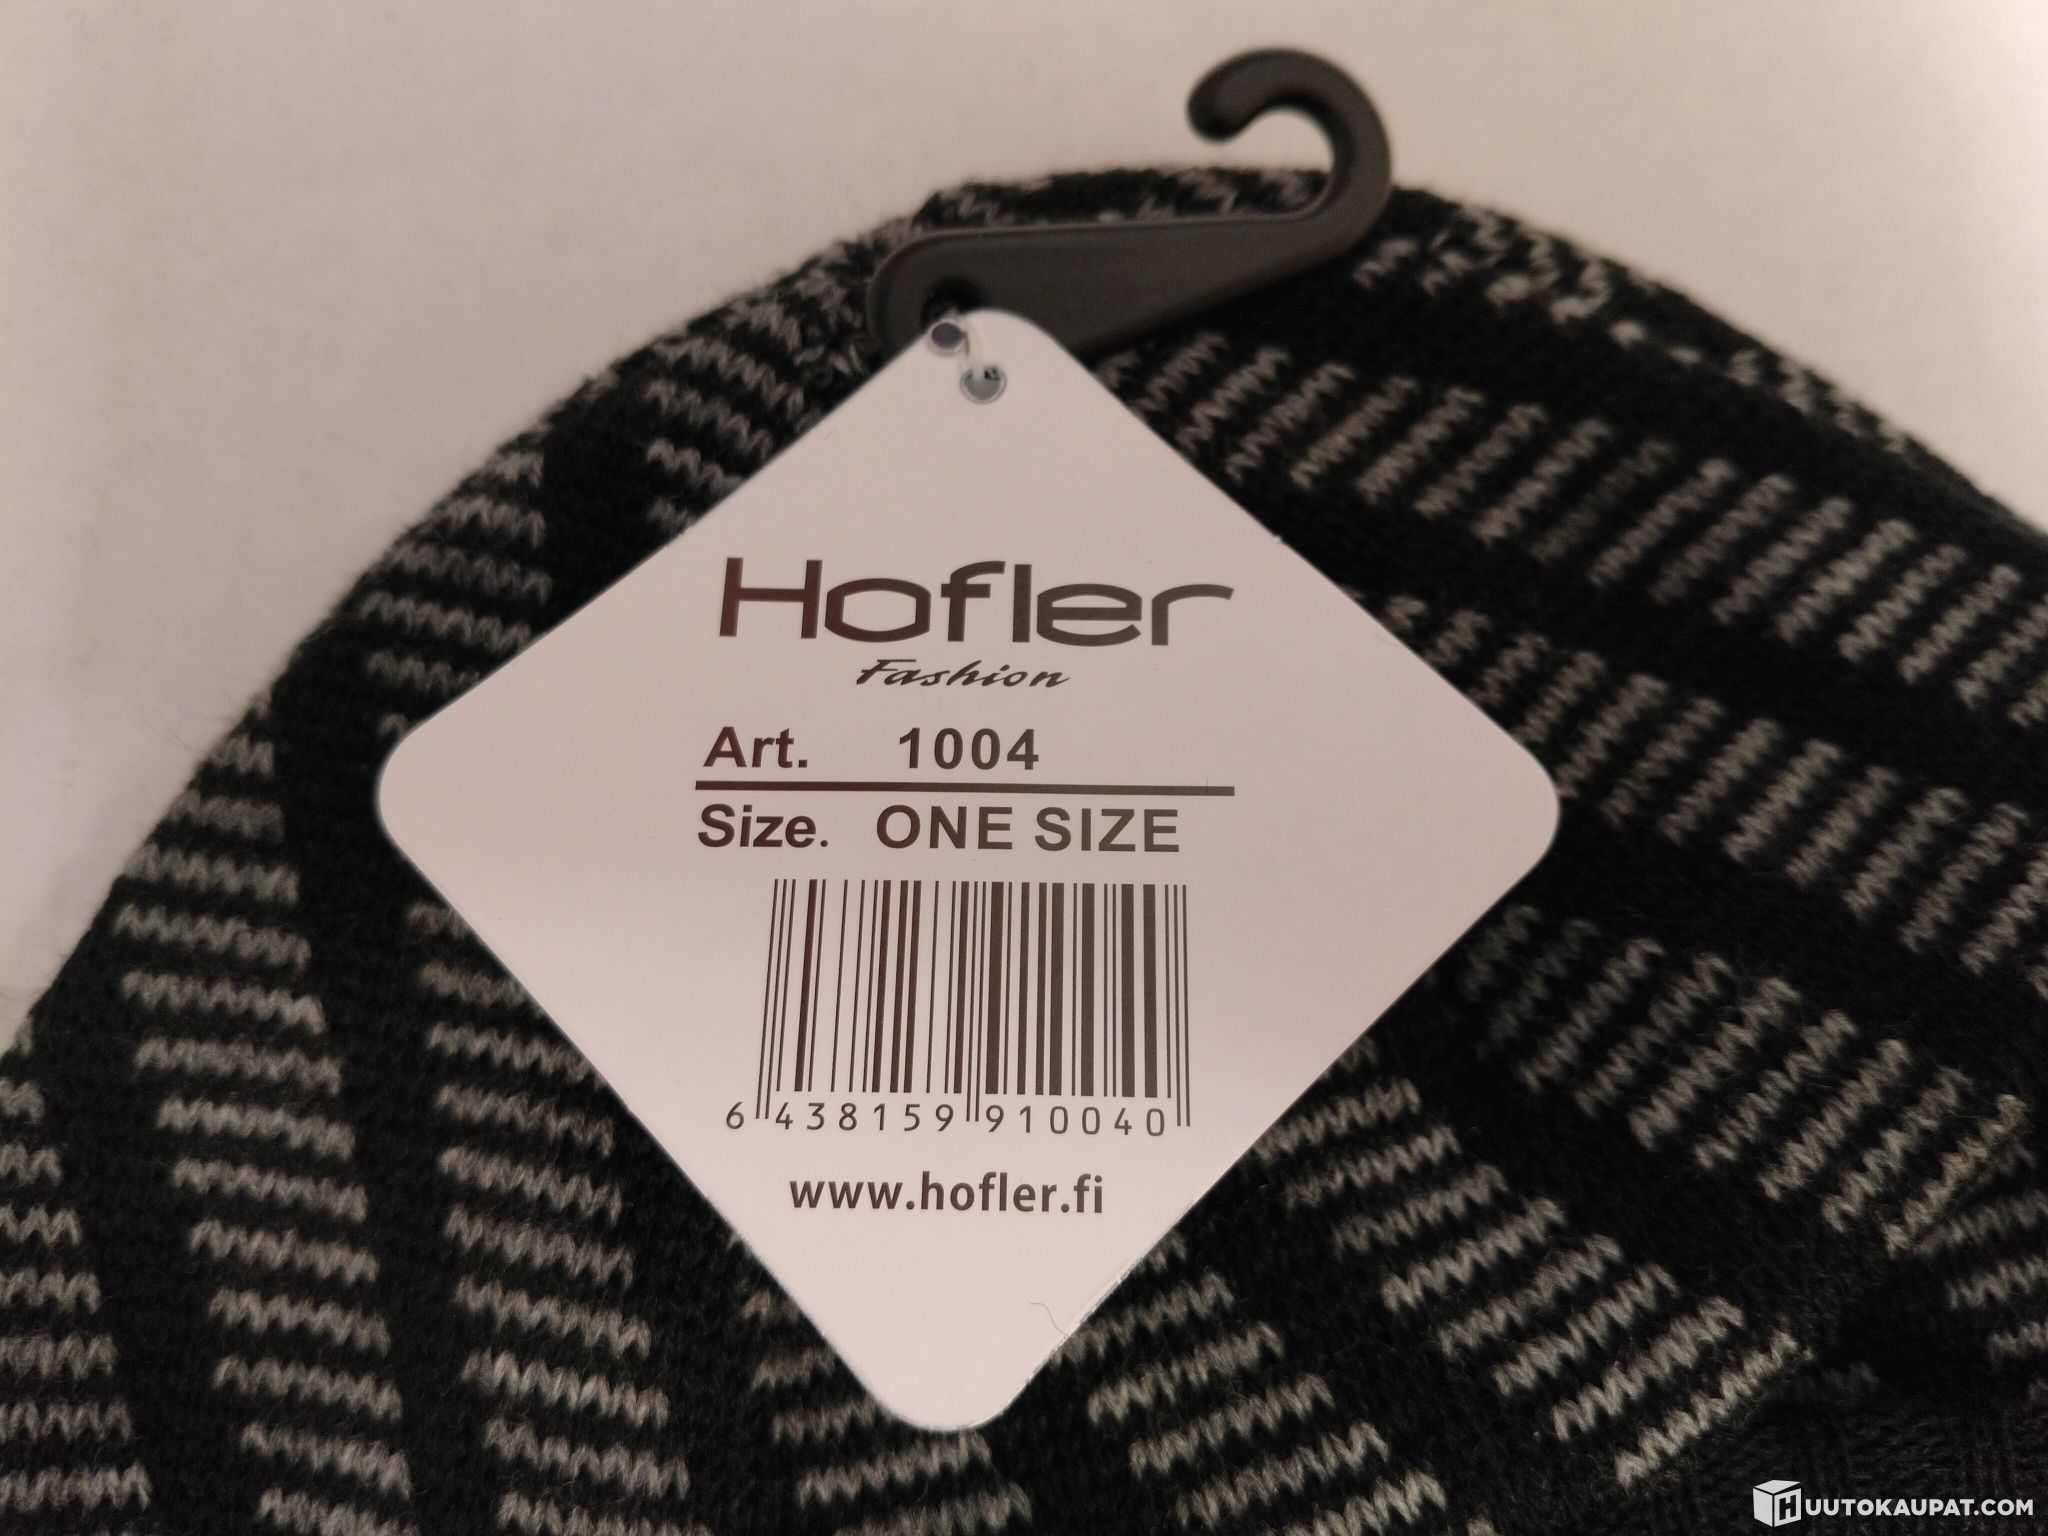 Hofler
Fashion
Art. 1004
Size. ONE SIZE
6 438159 910040
www.hofler.fi
HUUTOKAUPAT.COM